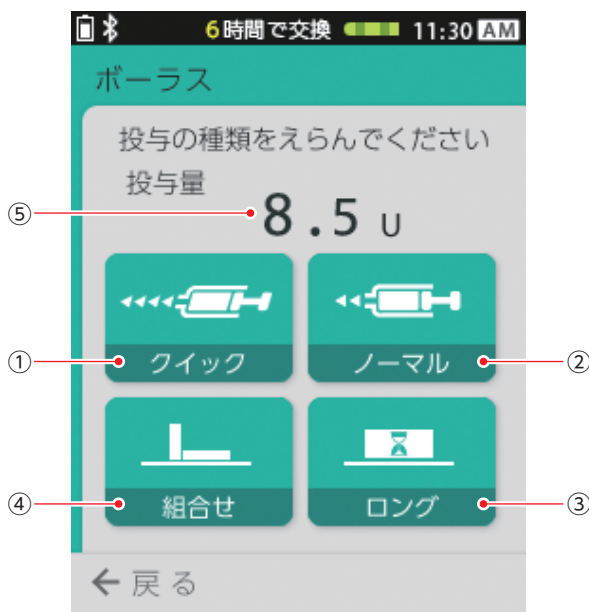 6時間で交換 11:30 AM
ボーラス
投与の種類をえらんでください
投与量
⑤ 8.5 U
① クイック ノーマル ②
④ 組合せ ロング ③
戻る